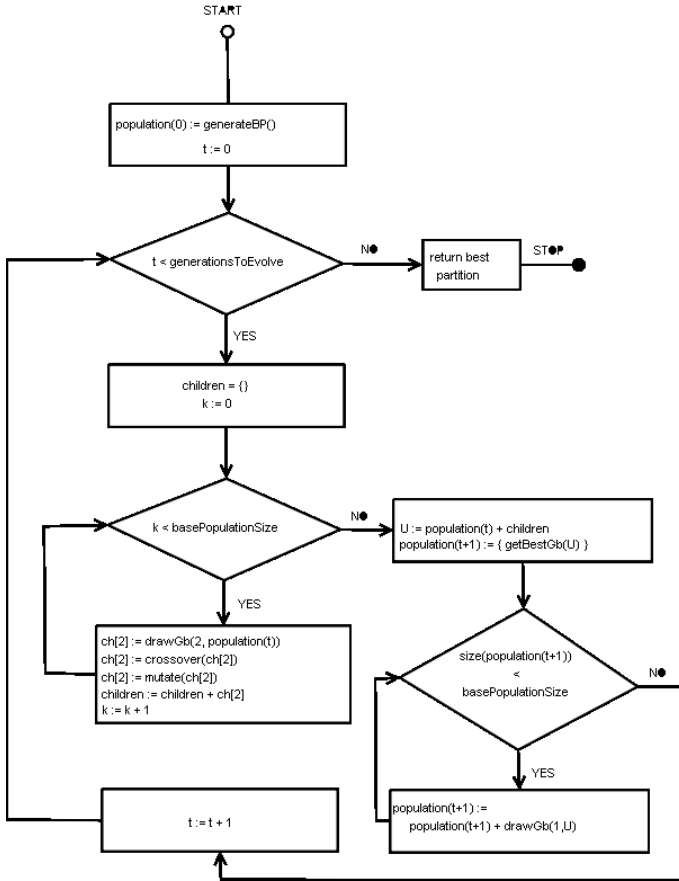 START
population(0) := generateBP()
t := 0
t < generationsToEvolve
NO
return best
partition
STOP
YES
children = {}
k := 0
k < basePopulationSize
NO
U := population(t) + children
population(t+1) := { getBestGb(U) }
YES
ch[2] := drawGb(2, population(t))
ch[2] := crossover(ch[2])
ch[2] := mutate(ch[2])
children := children + ch[2]
k := k + 1
size(population(t+1))
<
basePopulationSize
NO
YES
population(t+1) :=
population(t+1) + drawGb(1,U)
t := t + 1